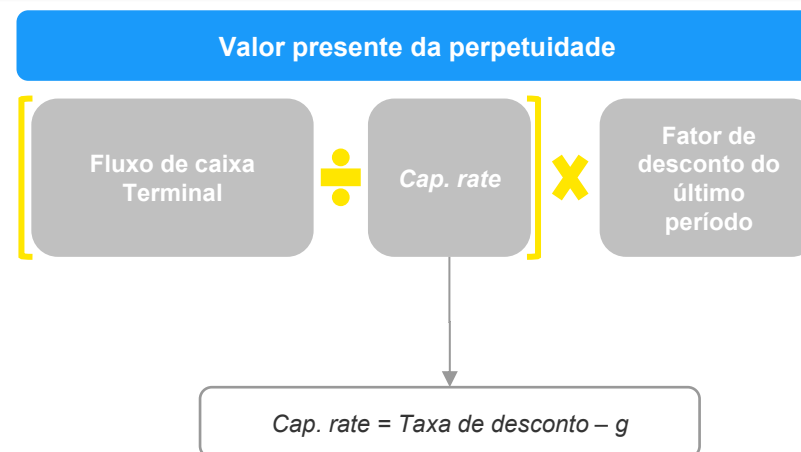 Valor presente da perpetuidade
Fluxo de caixa
Terminal
Cap. rate
Fator de
desconto do
último
período
Cap. rate = Taxa de desconto – g